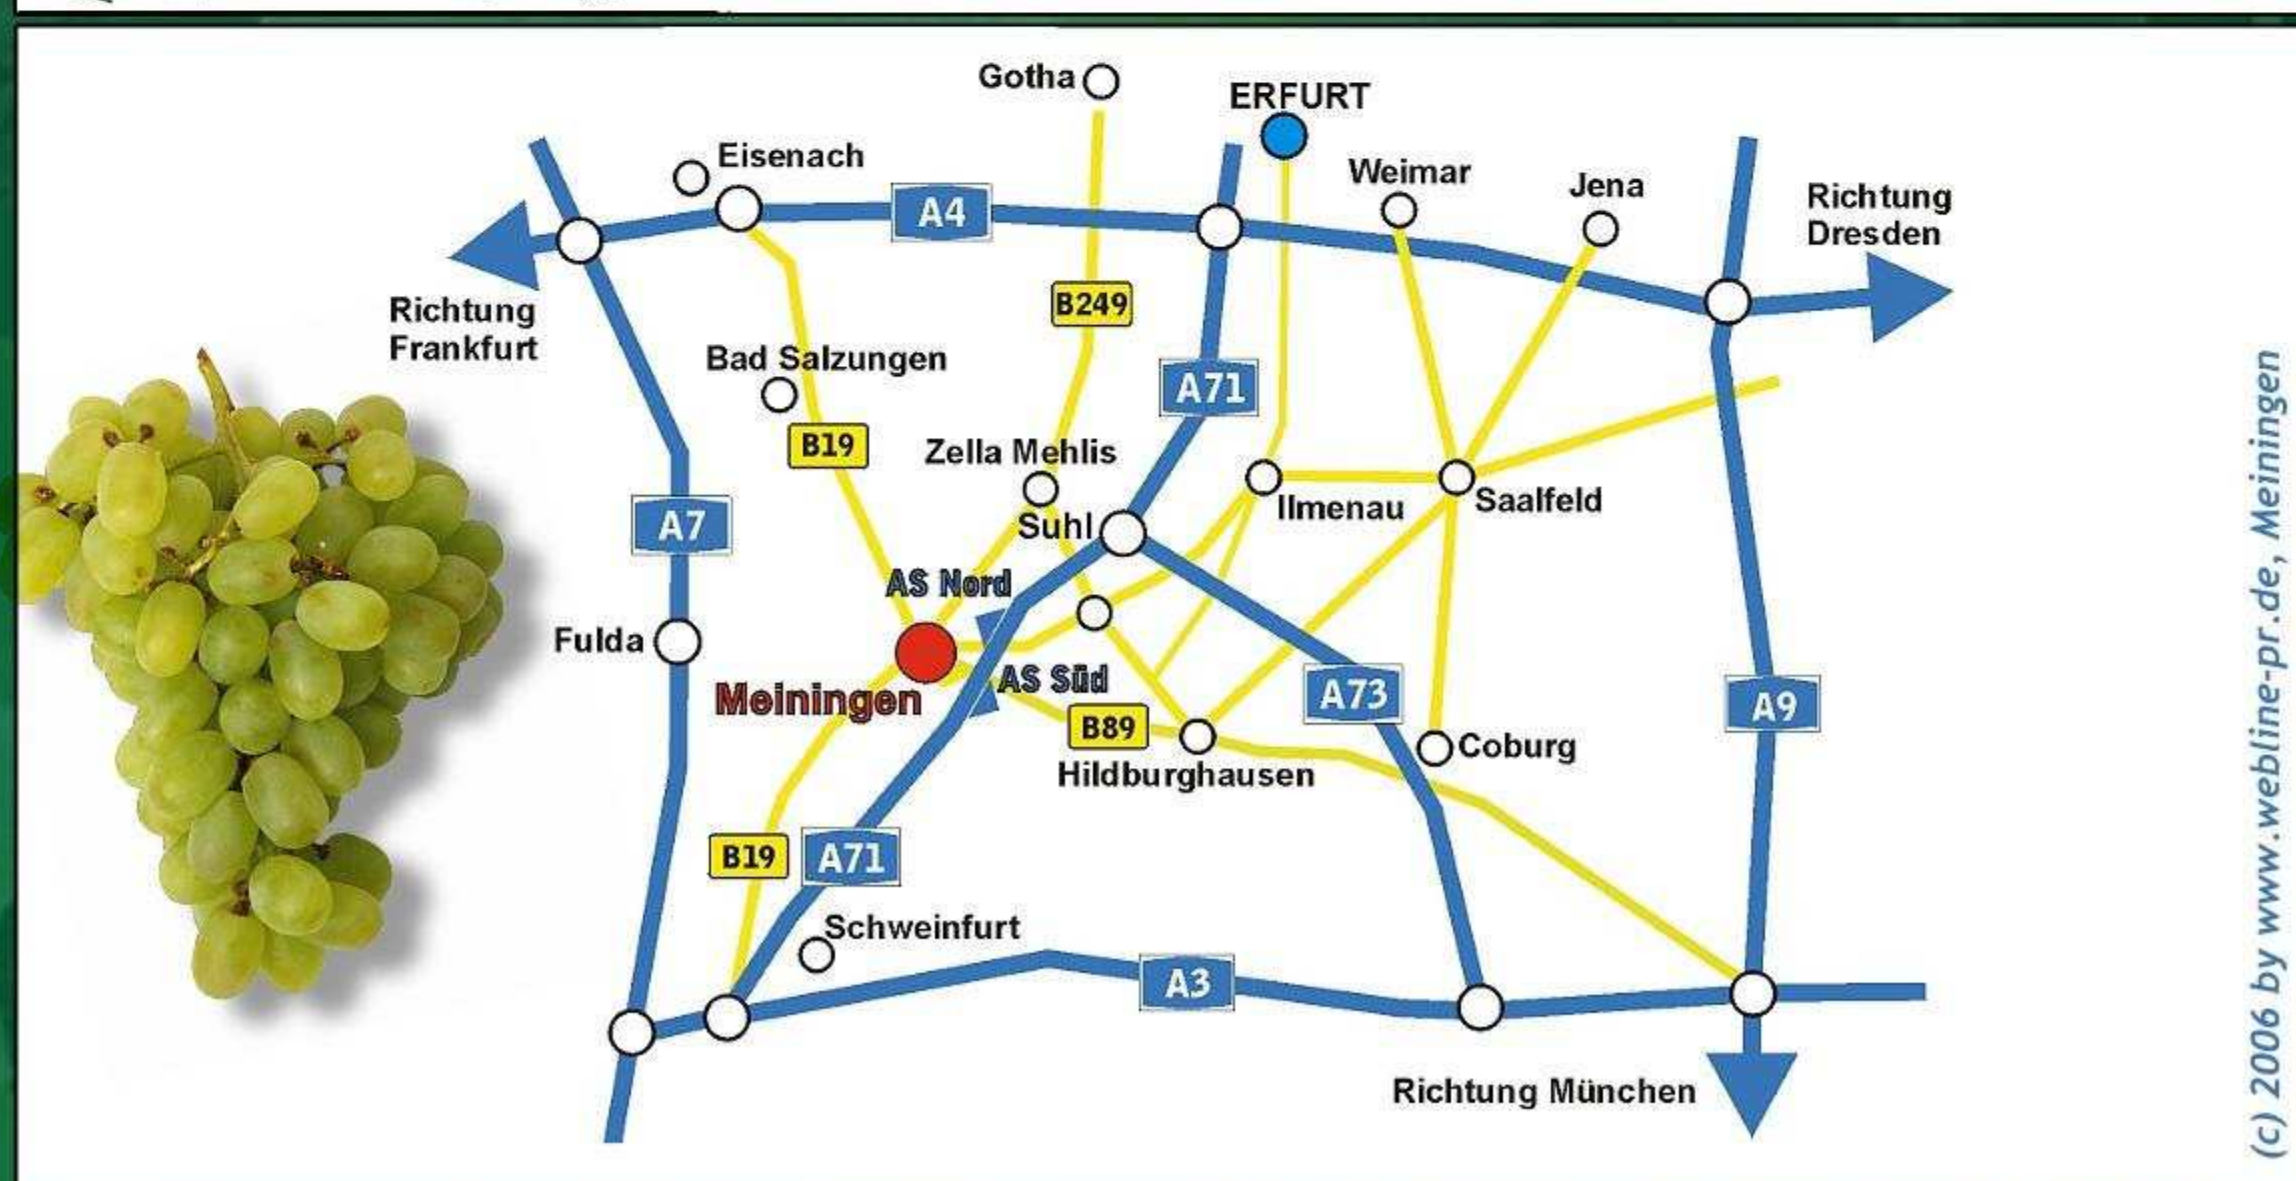 Gotha
ERFURT
Eisenach
Weimar
Jena
A4
Richtung
Dresden
B249
Richtung
Frankfurt
Bad Salzungen
A71
B19
Zella Mehlis
Ilmenau
Saalfeld
A7
Suhl
AS Nord
Fulda
AS Süd
Meiningen
A73
A9
B89
Coburg
Hildburghausen
B19
A71
Schweinfurt
A3
Richtung München
(c) 2006 by www.webline-pr.de, Meiningen